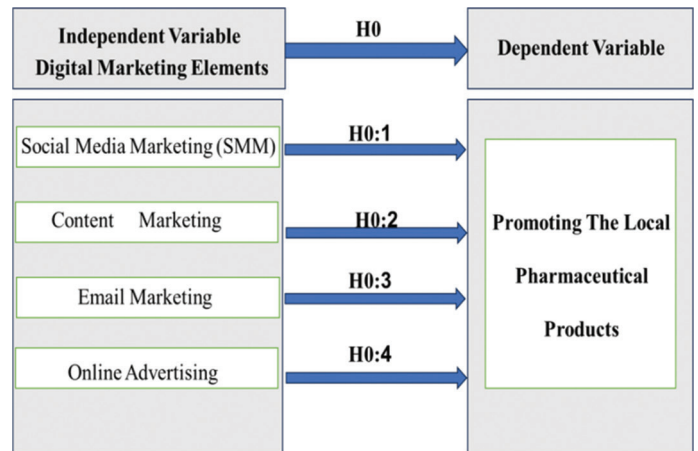 Independent Variable
Digital Marketing Elements
H0
Dependent Variable
Social Media Marketing (SMM)
H0:1
Content Marketing
H0:2
Email Marketing
H0:3
Online Advertising
H0:4
Promoting The Local
Pharmaceutical
Products